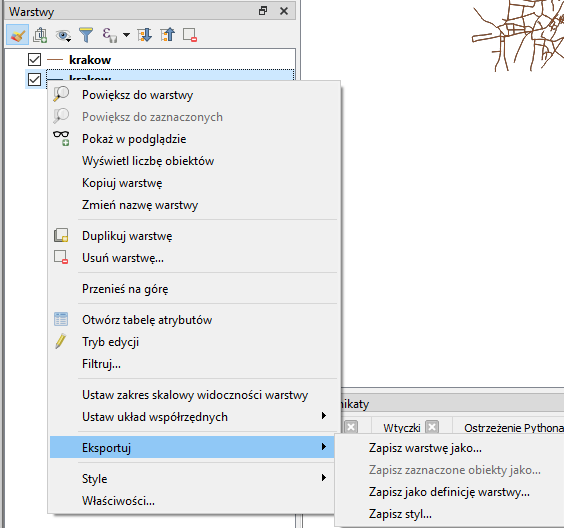 Warstwy
krakow
krakow
Powiększ do warstwy
Powiększ do zaznaczonych
Pokaż w podglądzie
Wyświetl liczbę obiektów
Kopiuj warstwę
Zmień nazwę warstwy
Duplikuj warstwę
Usuń warstwę...
Przenieś na górę
Otwórz tabelę atrybutów
Tryb edycji
Filtruj...
Ustaw zakres skalowy widoczności warstwy
Ustaw układ współrzędnych
nikaty
Wtyczki Ostrzeżenie Pythona
Eksportuj
Zapisz warstwę jako...
Zapisz zaznaczone obiekty jako...
Style
Zapisz jako definicję warstwy...
Właściwości...
Zapisz styl...